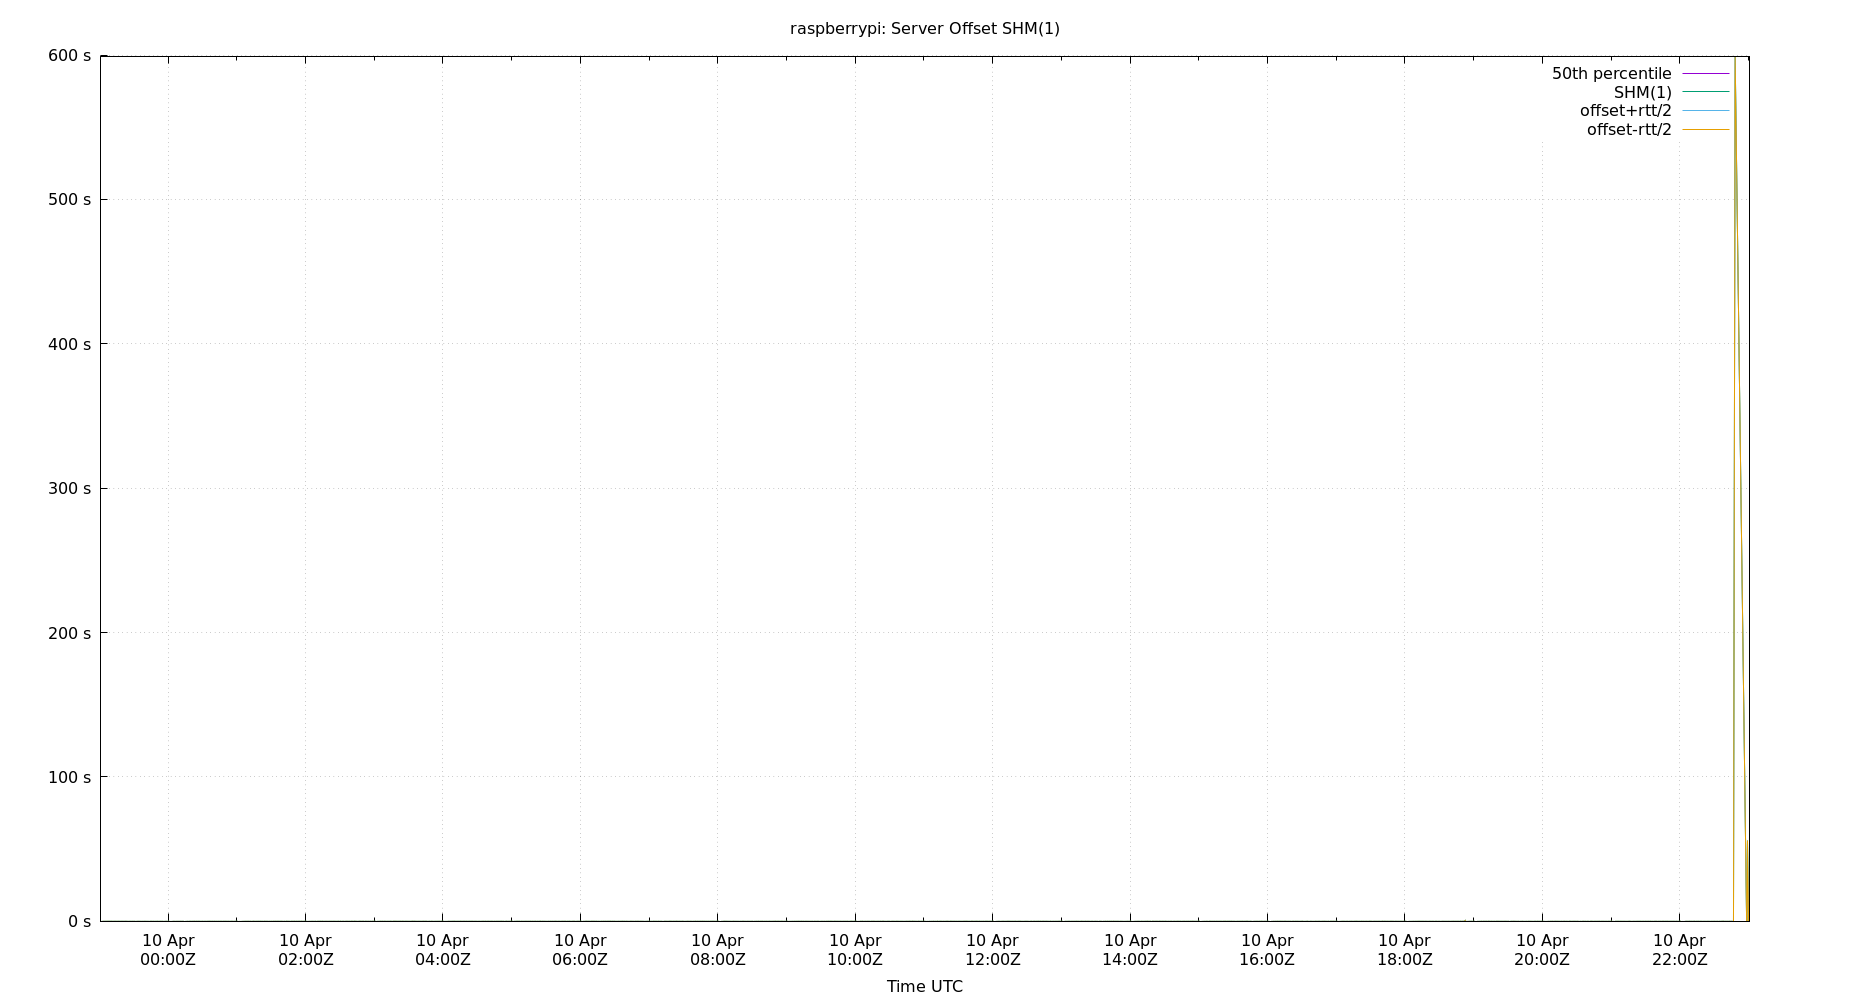 raspberrypi: Server Offset SHM(1)
600 s
500 s
400 s
300 s
200 s
100 s
0 s
50th percentile
SHM(1)
offset+rtt/2
offset-rtt/2
10 Apr 10 Apr 10 Apr 10 Apr 10 Apr 10 Apr 10 Apr 10 Apr 10 Apr 10 Apr 10 Apr 10 Apr
00:00Z 02:00Z 04:00Z 06:00Z 08:00Z 10:00Z 12:00Z 14:00Z 16:00Z 18:00Z 20:00Z 22:00Z
Time UTC